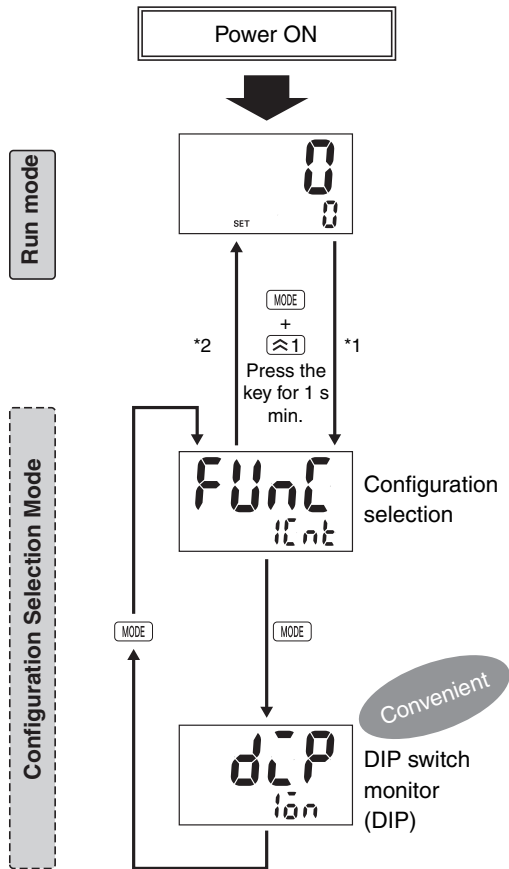 Power ON
Run mode
0
0
SET
MODE
+
1
*2
*1
Press the
key for 1 s
min.
Configuration Selection Mode
FUnC
1Cnt
Configuration
selection
MODE
MODE
Convenient
diP
1on
DIP switch
monitor
(DIP)